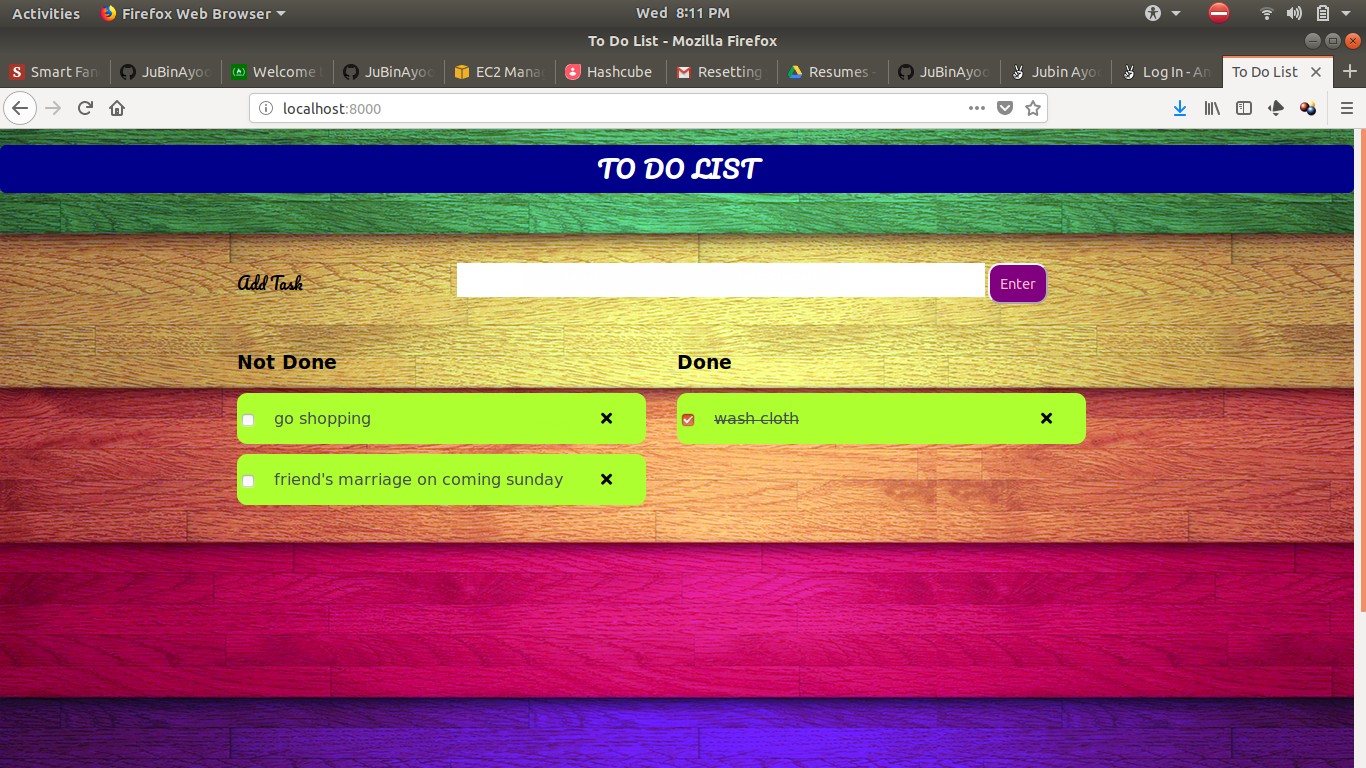 Activities Firefox Web Browser Wed 8:11 PM
To Do List - Mozilla Firefox
Smart Fan JuBinAyoo Welcome JuBinAyoo EC2 Mana Hashcube Resetting Resumes - JuBinAyoo Jubin Ayoo Log In - An To Do List
localhost:8000
TO DO LIST
Add Task Enter
Not Done Done
go shopping wash cloth
friend's marriage on coming sunday